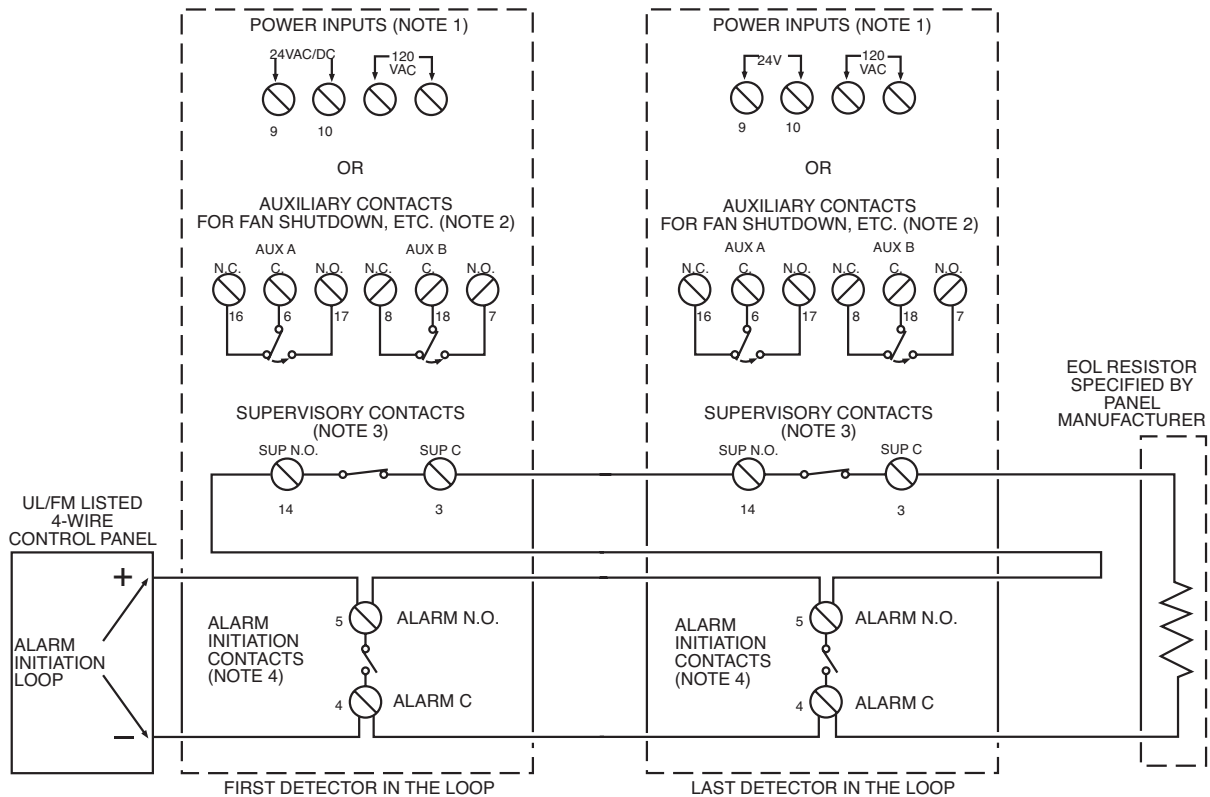 POWER INPUTS (NOTE 1)
24VAC/DC
120
VAC
9
10
OR
AUXILIARY CONTACTS
FOR FAN SHUTDOWN, ETC. (NOTE 2)
AUX A
AUX B
N.C.
C.
N.O.
N.C.
C.
N.O.
16
6
17
8
18
7
SUPERVISORY CONTACTS
(NOTE 3)
SUP N.O.
SUP C
14
3
POWER INPUTS (NOTE 1)
24V
120
VAC
9
10
OR
AUXILIARY CONTACTS
FOR FAN SHUTDOWN, ETC. (NOTE 2)
AUX A
AUX B
N.C.
C.
N.O.
N.C.
C.
N.O.
16
6
17
8
18
7
SUPERVISORY CONTACTS
(NOTE 3)
SUP N.O.
SUP C
14
3
EOL RESISTOR
SPECIFIED BY
PANEL
MANUFACTURER
UL/FM LISTED
4-WIRE
CONTROL PANEL
+
ALARM
INITIATION
LOOP
–
ALARM
INITIATION
CONTACTS
(NOTE 4)
5
ALARM N.O.
4
ALARM C
ALARM
INITIATION
CONTACTS
(NOTE 4)
5
ALARM N.O.
4
ALARM C
FIRST DETECTOR IN THE LOOP
LAST DETECTOR IN THE LOOP